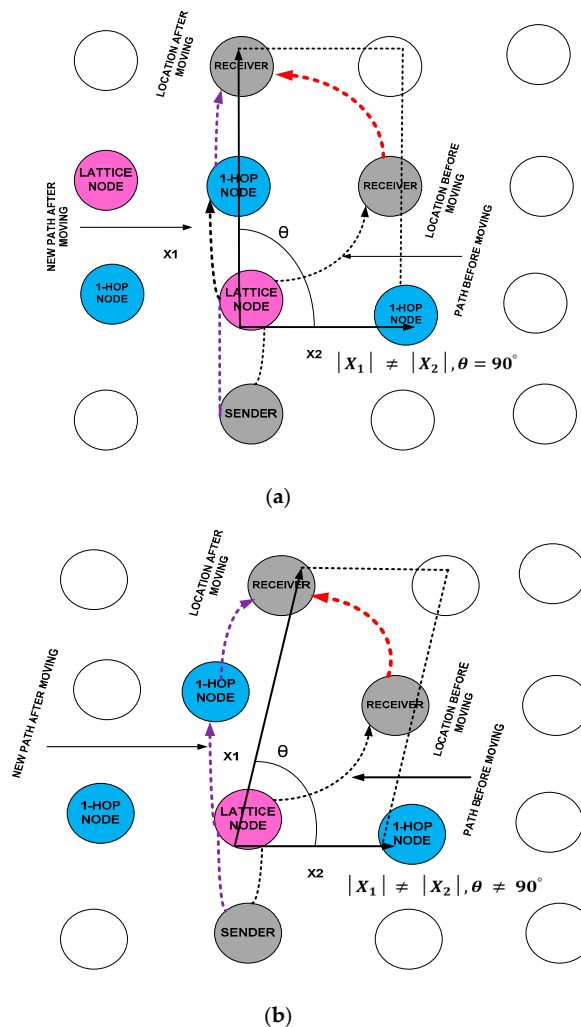 LOCATION AFTER
MOVING
RECEIVER
LATTICE
NODE
1-HOP
NODE
RECEIVER
LOCATION BEFORE
MOVING
NEW PATH AFTER
MOVING
X1
θ
1-HOP
NODE
LATTICE
NODE
PATH BEFORE MOVING
1-HOP
NODE
X2
|X₁| ≠ |X₂|, θ = 90°
SENDER
(a)
LOCATION AFTER
MOVING
RECEIVER
1-HOP
NODE
RECEIVER
LOCATION BEFORE
MOVING
NEW PATH AFTER MOVING
X1
θ
1-HOP
NODE
LATTICE
NODE
PATH BEFORE MOVING
1-HOP
NODE
X2
|X₁| ≠ |X₂|, θ ≠ 90°
SENDER
(b)